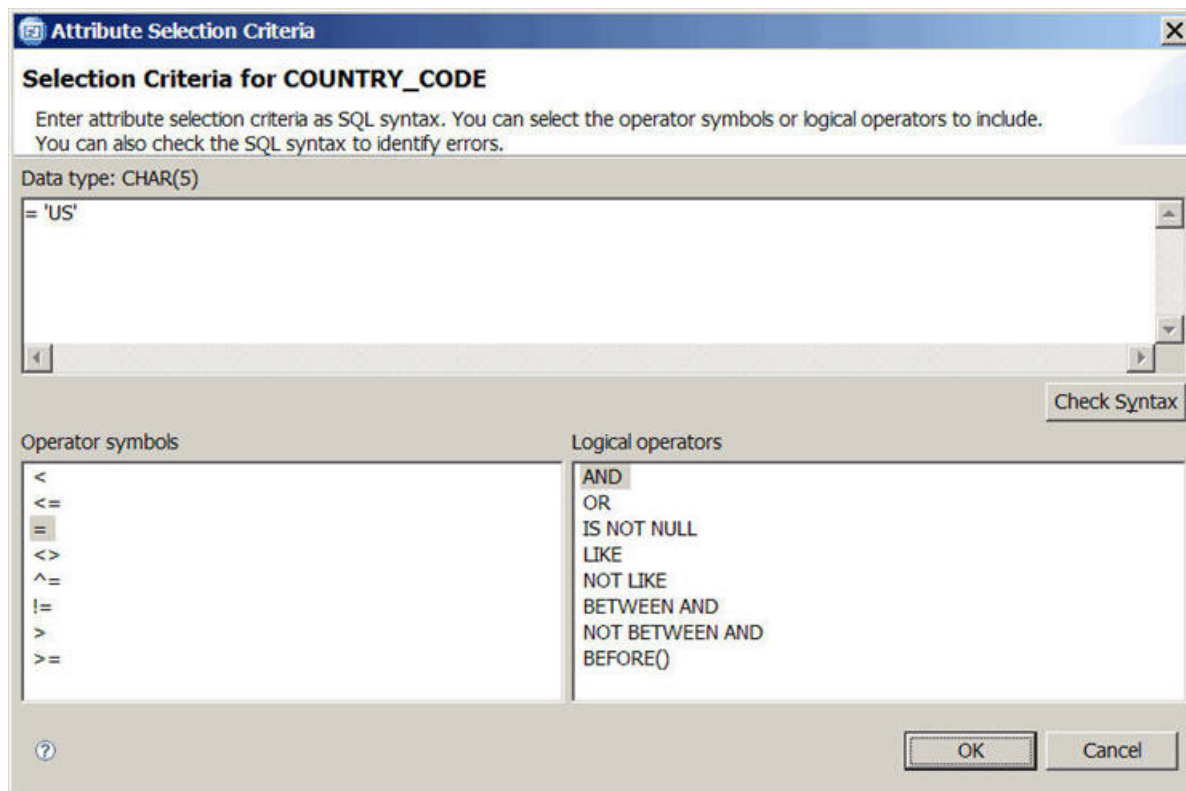 Attribute Selection Criteria
Selection Criteria for COUNTRY_CODE
Enter attribute selection criteria as SQL syntax. You can select the operator symbols or logical operators to include.
You can also check the SQL syntax to identify errors.
Data type: CHAR(5)
= 'US'
Check Syntax
Operator symbols
<
<=
=
<>
^=
!=
>
>=
Logical operators
AND
OR
IS NOT NULL
LIKE
NOT LIKE
BETWEEN AND
NOT BETWEEN AND
BEFORE()
?
OK
Cancel